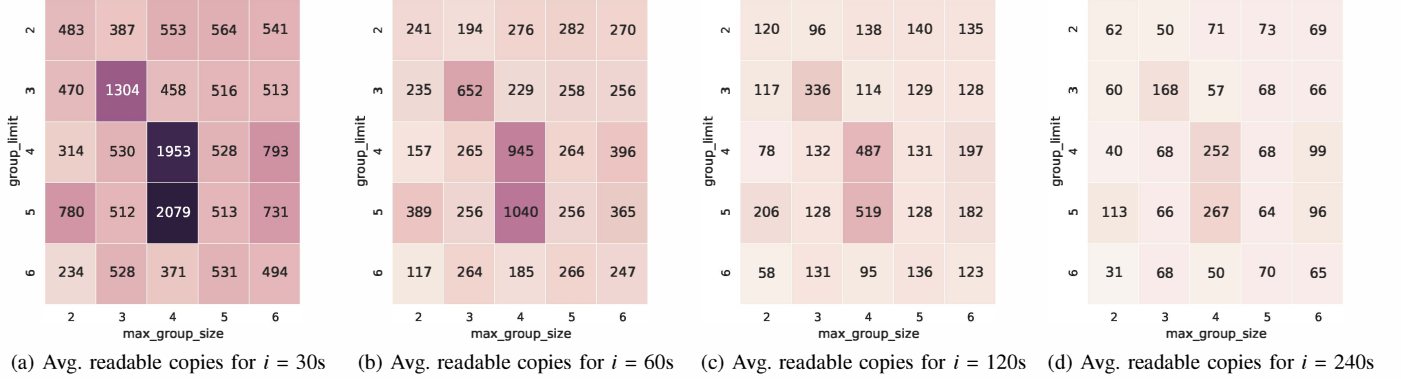 2 483 387 553 564 541
3 470 1304 458 516 513
4 314 530 1953 528 793
5 780 512 2079 513 731
6 234 528 371 531 494
group_limit
2 3 4 5 6
max_group_size
(a) Avg. readable copies for i = 30s
2 241 194 276 282 270
3 235 652 229 258 256
4 157 265 945 264 396
5 389 256 1040 256 365
6 117 264 185 266 247
group_limit
2 3 4 5 6
max_group_size
(b) Avg. readable copies for i = 60s
2 120 96 138 140 135
3 117 336 114 129 128
4 78 132 487 131 197
5 206 128 519 128 182
6 58 131 95 136 123
group_limit
2 3 4 5 6
max_group_size
(c) Avg. readable copies for i = 120s
2 62 50 71 73 69
3 60 168 57 68 66
4 40 68 252 68 99
5 113 66 267 64 96
6 31 68 50 70 65
group_limit
2 3 4 5 6
max_group_size
(d) Avg. readable copies for i = 240s